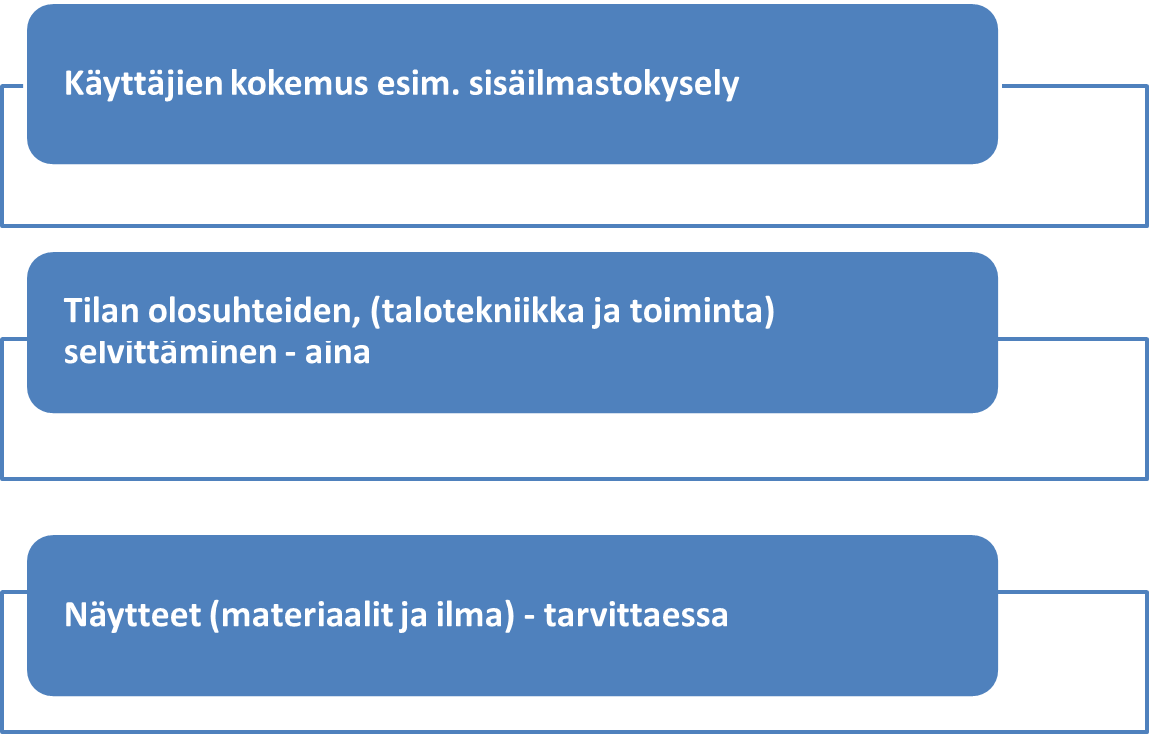 Käyttäjien kokemus esim. sisäilmastokysely
Tilan olosuhteiden, (talotekniikka ja toiminta)
selvittäminen - aina
Näytteet (materiaalit ja ilma) - tarvittaessa